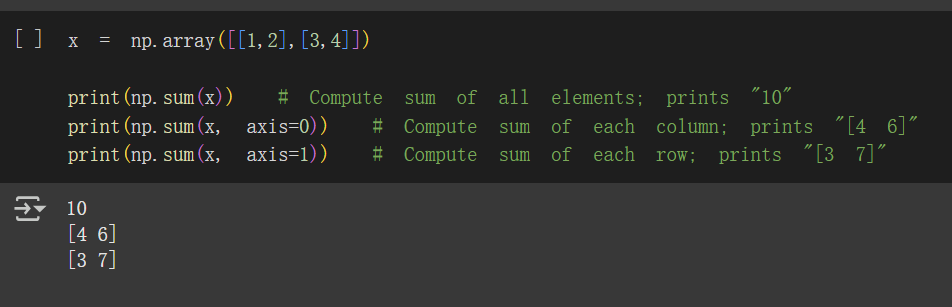 [ ] x = np.array([[1,2],[3,4]])
print(np.sum(x)) # Compute sum of all elements; prints "10"
print(np.sum(x, axis=0)) # Compute sum of each column; prints "[4 6]"
print(np.sum(x, axis=1)) # Compute sum of each row; prints "[3 7]"
10
[4 6]
[3 7]